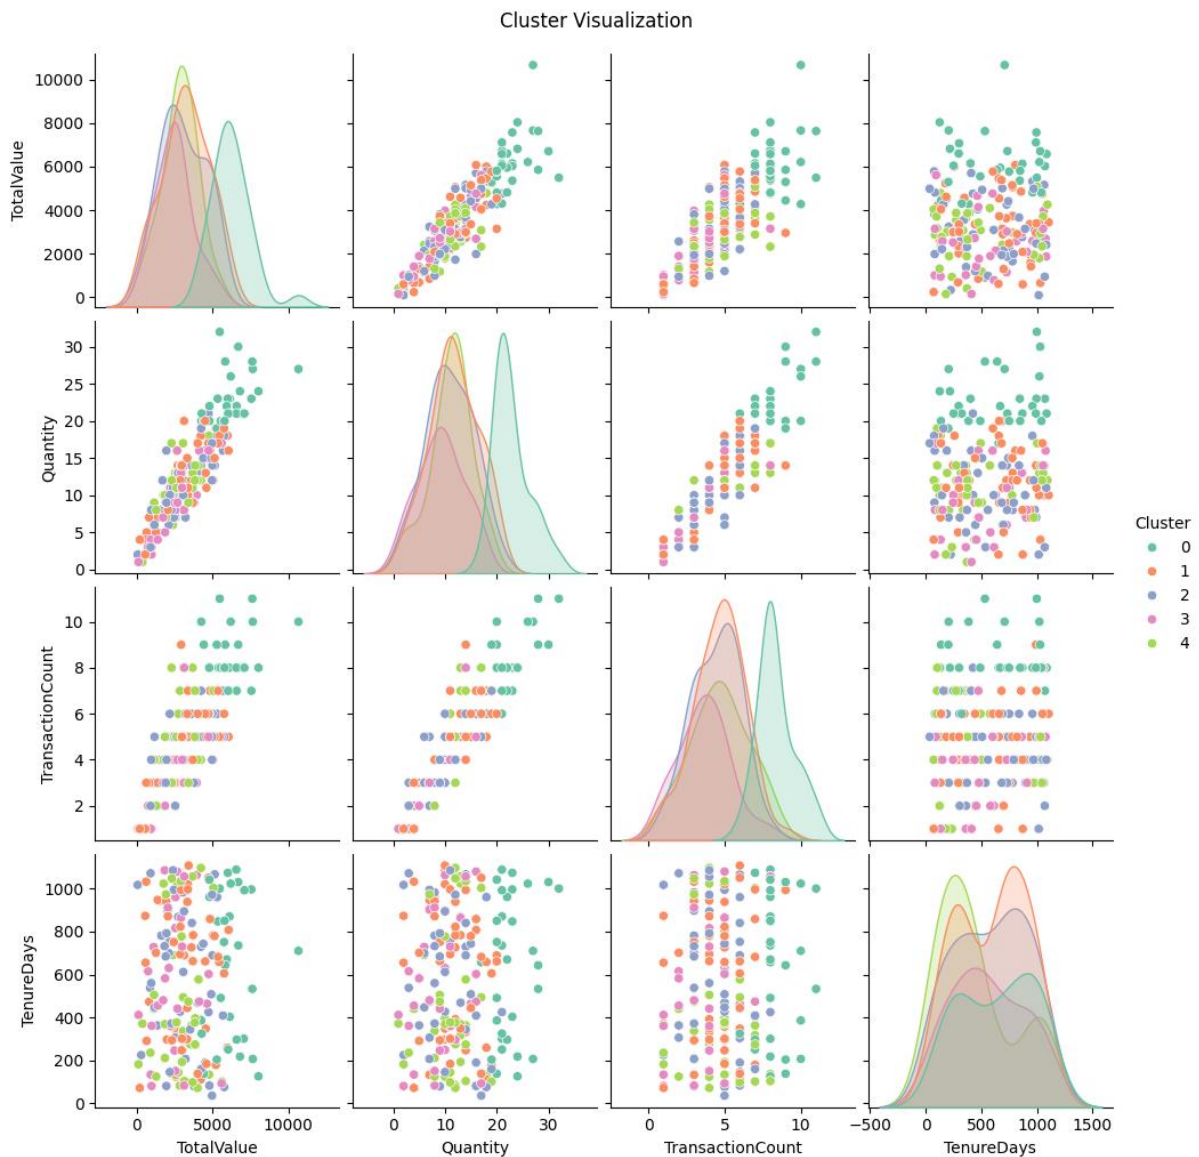 Cluster Visualization
TotalValue
10000
8000
6000
4000
2000
0
Quantity
30
25
20
15
10
5
0
Cluster
0
1
2
3
4
TransactionCount
10
8
6
4
2
TenureDays
1000
800
600
400
200
0
0 5000 10000
0 10 20 30
0 5 10
−500 0 500 1000 1500
TotalValue
Quantity
TransactionCount
TenureDays